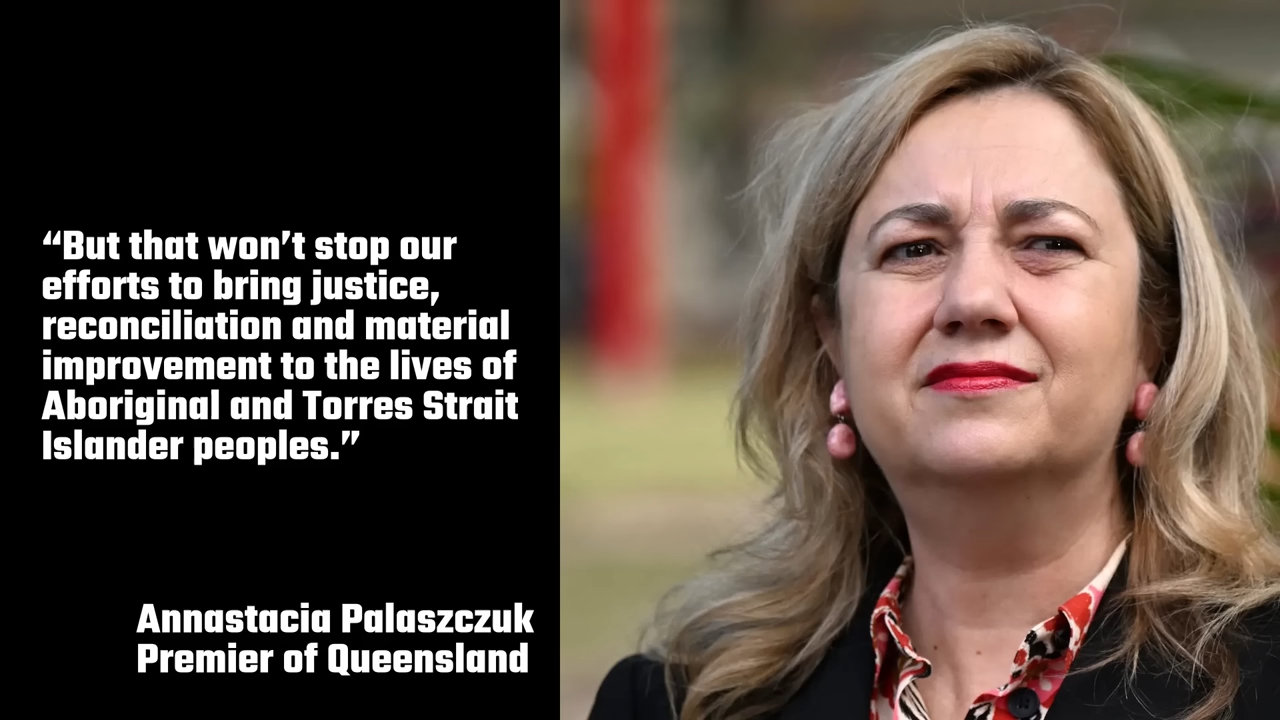 “But that won’t stop our
efforts to bring justice,
reconciliation and material
improvement to the lives of
Aboriginal and Torres Strait
Islander peoples.”
Annastacia Palaszczuk
Premier of Queensland